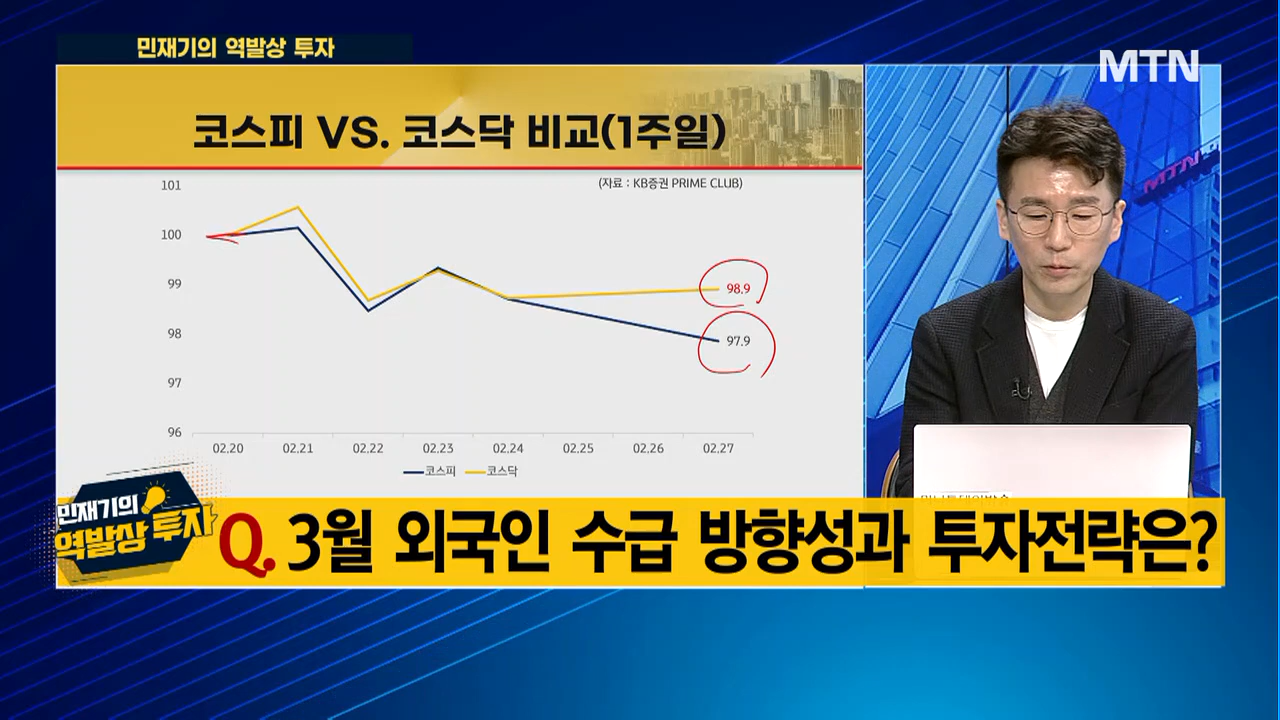 민재기의 역발상 투자
MTN
코스피 VS. 코스닥 비교(1주일)
(자료 : KB증권 PRIME CLUB)
101
100
99
98
97
96
98.9
97.9
02.20 02.21 02.22 02.23 02.24 02.25 02.26 02.27
코스피 코스닥
MTN
민재기의
역발상 투자
Q. 3월 외국인 수급 방향성과 투자전략은?